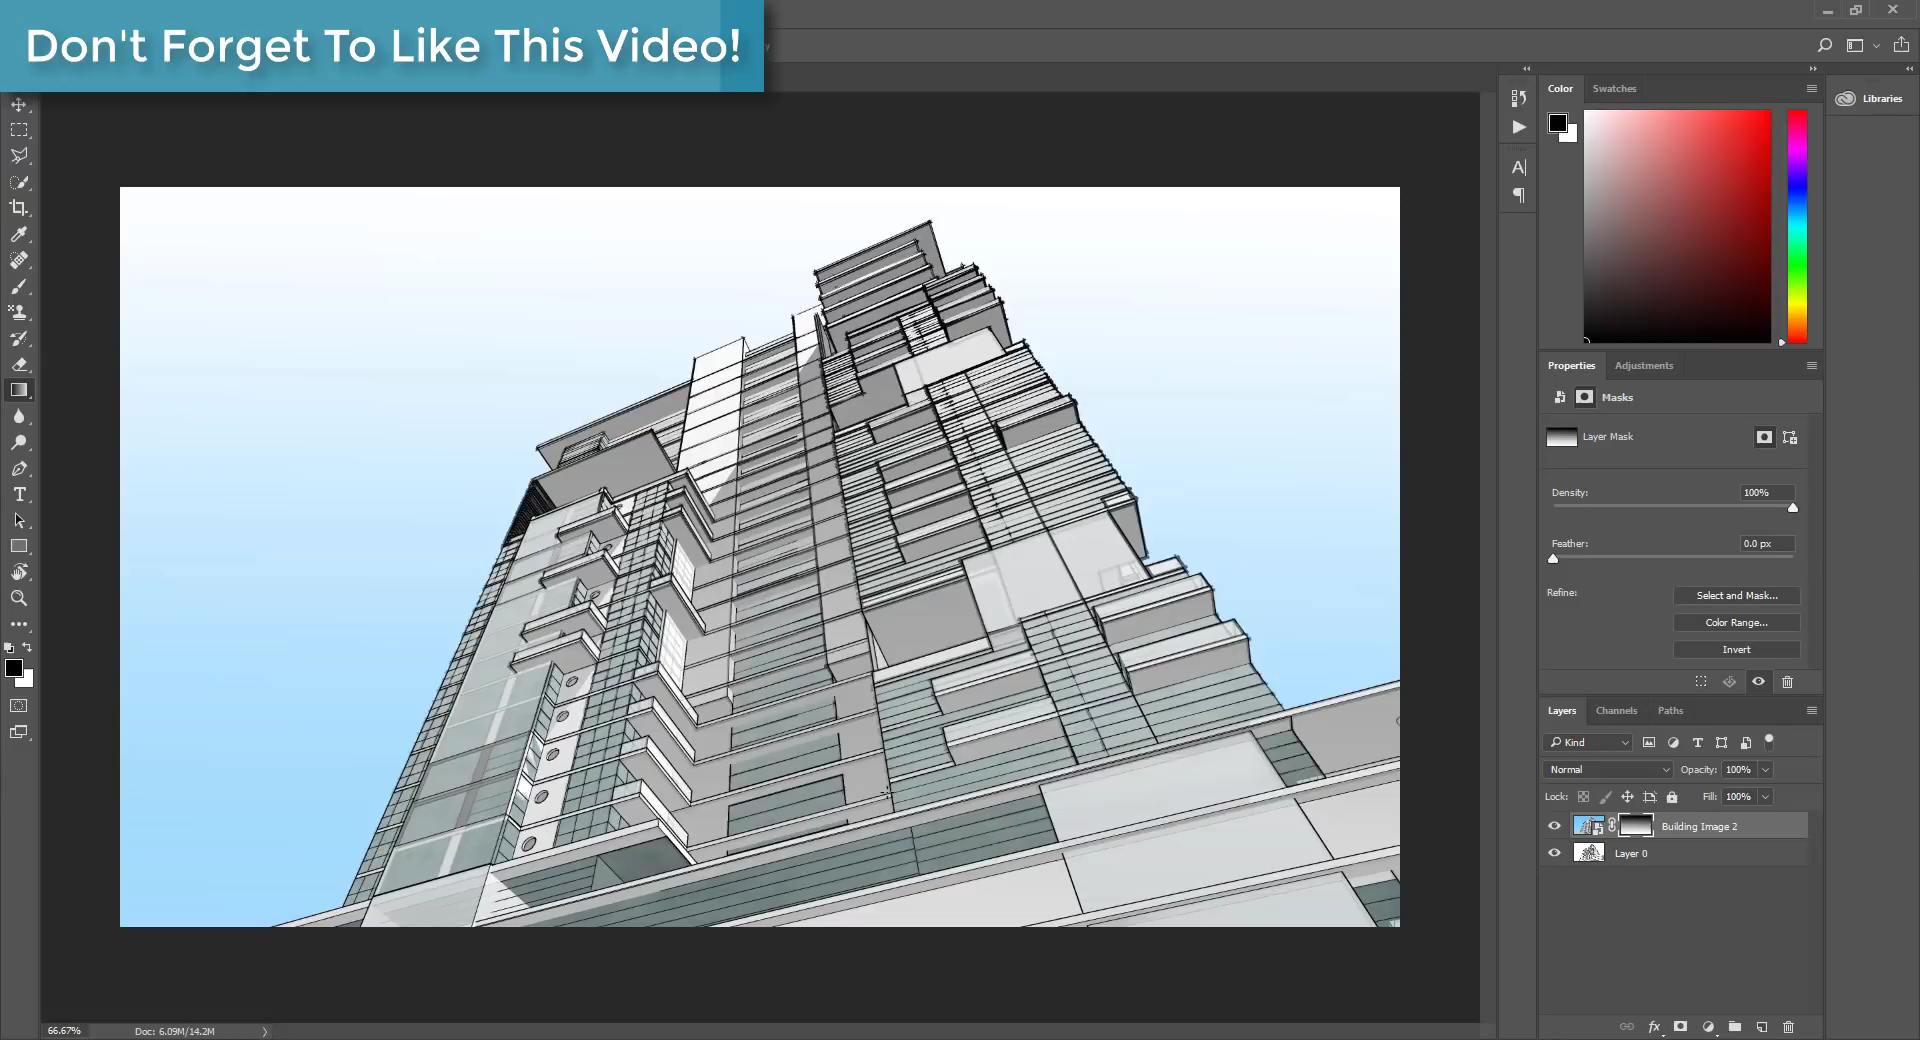 Don't Forget To Like This Video!
Color
Swatches
Libraries
A
Properties
Adjustments
Masks
Layer Mask
Density:
100%
Feather:
0.0 px
Refine:
Select and Mask...
Color Range...
Invert
Layers
Channels
Paths
Kind
T
Normal
Opacity: 100%
Lock:
Fill: 100%
Building Image 2
Layer 0
fx
T
66.67%
Doc: 6.09M/14.2M